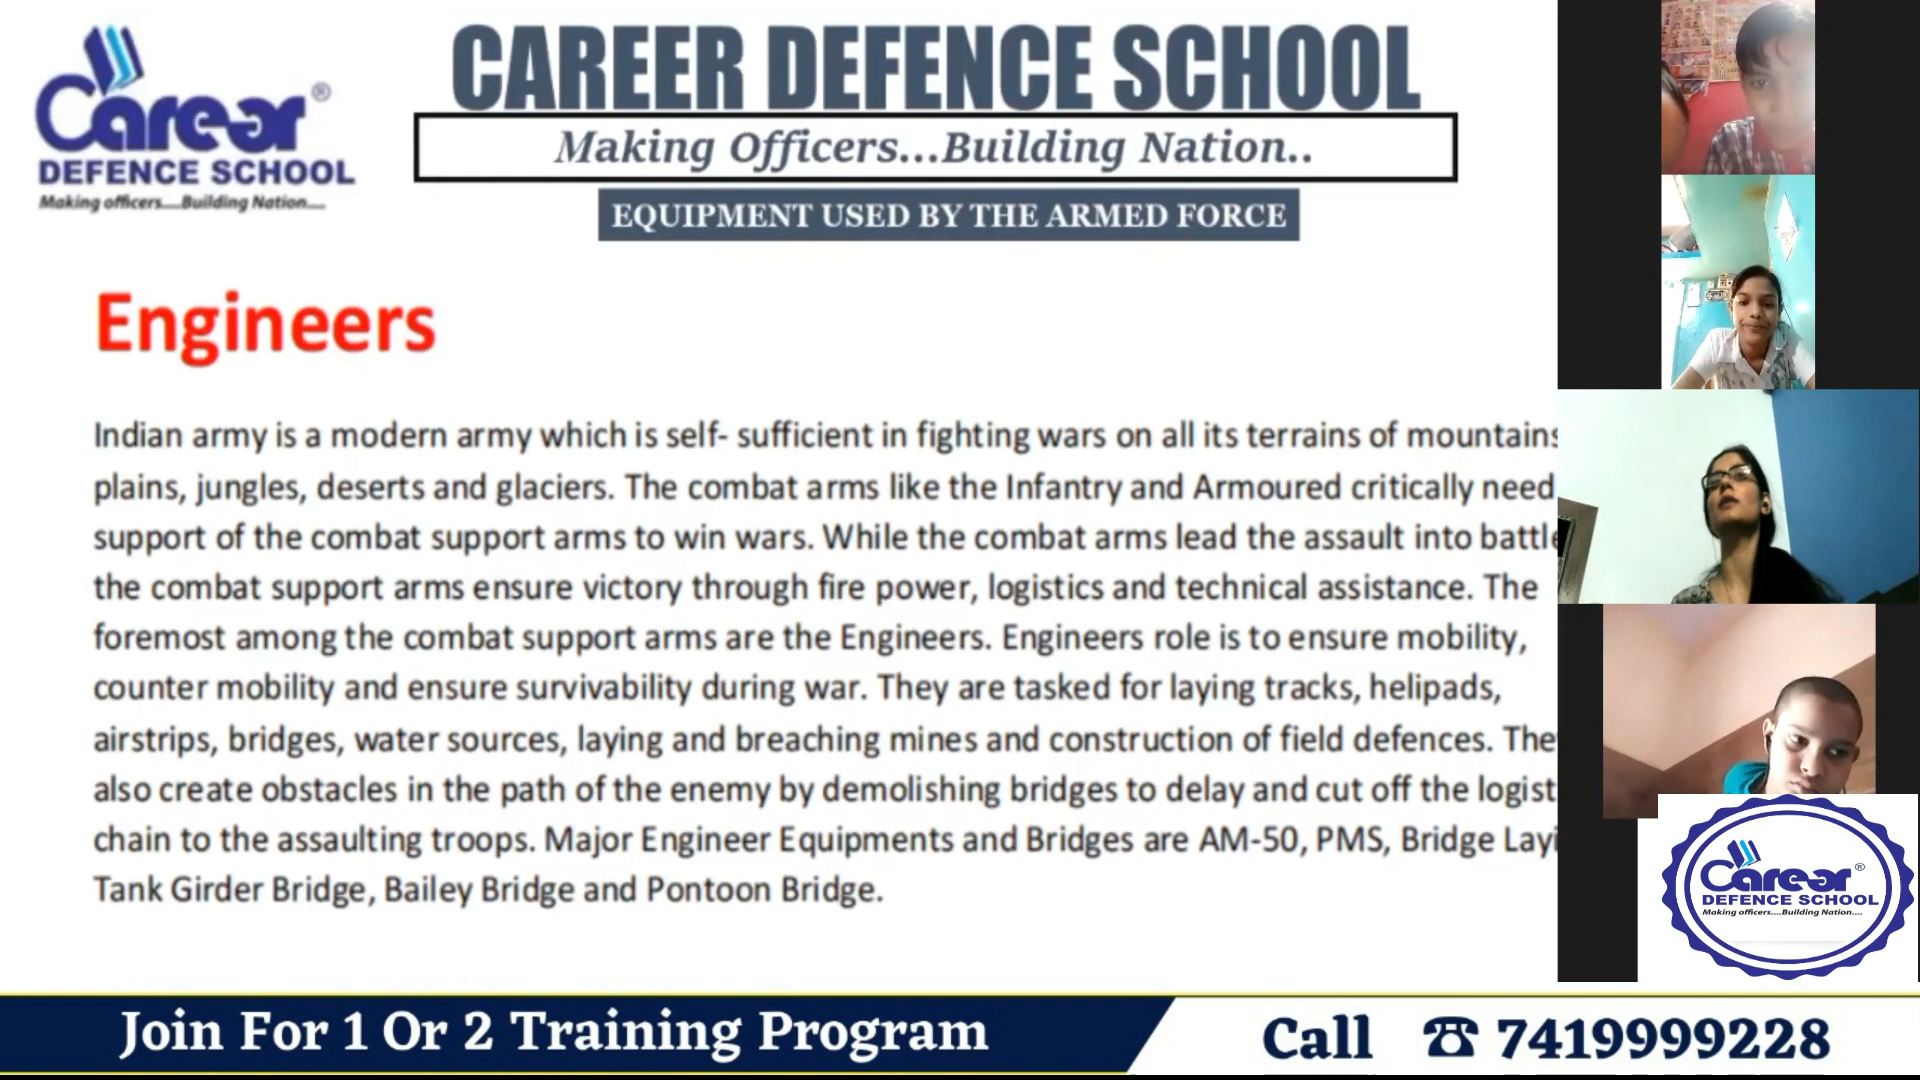 Career®
DEFENCE SCHOOL
Making officers....Building Nation....
CAREER DEFENCE SCHOOL
Making Officers...Building Nation..
EQUIPMENT USED BY THE ARMED FORCE
Engineers
Indian army is a modern army which is self- sufficient in fighting wars on all its terrains of mountains
plains, jungles, deserts and glaciers. The combat arms like the Infantry and Armoured critically need
support of the combat support arms to win wars. While the combat arms lead the assault into battle
the combat support arms ensure victory through fire power, logistics and technical assistance. The
foremost among the combat support arms are the Engineers. Engineers role is to ensure mobility,
counter mobility and ensure survivability during war. They are tasked for laying tracks, helipads,
airstrips, bridges, water sources, laying and breaching mines and construction of field defences. The
also create obstacles in the path of the enemy by demolishing bridges to delay and cut off the logist
chain to the assaulting troops. Major Engineer Equipments and Bridges are AM-50, PMS, Bridge Layi
Tank Girder Bridge, Bailey Bridge and Pontoon Bridge.
Career®
DEFENCE SCHOOL
Making officers....Building Nation....
Join For 1 Or 2 Training Program
Call ☎ 7419999228